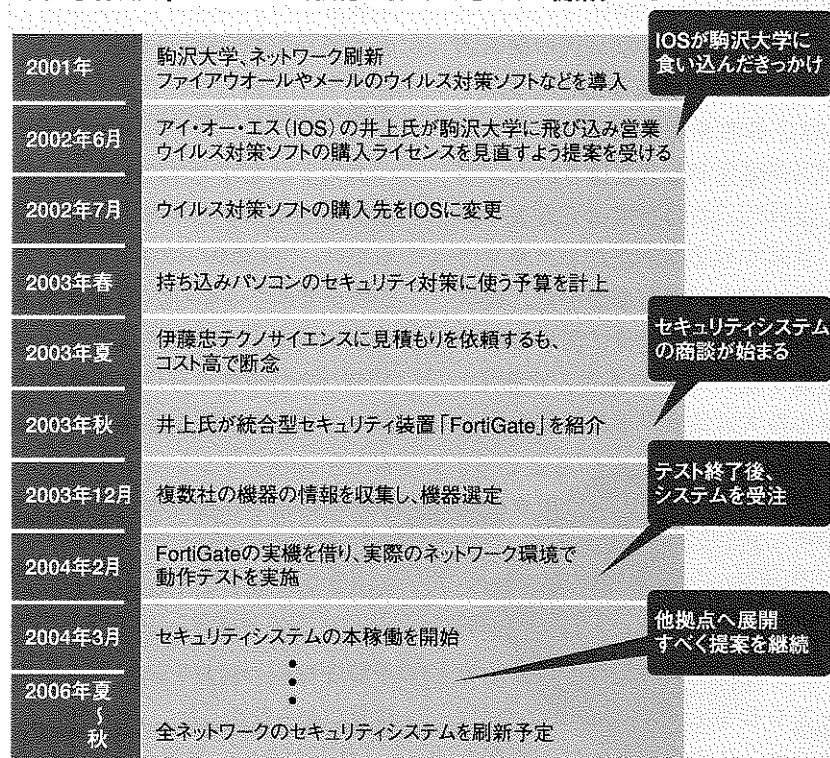 2001年
駒沢大学、ネットワーク刷新
ファイアウオールやメールのウイルス対策ソフトなどを導入
IOSが駒沢大学に
食い込んだきっかけ
2002年6月
アイ・オー・エス(IOS)の井上氏が駒沢大学に飛び込み営業
ウイルス対策ソフトの購入ライセンスを見直すよう提案を受ける
2002年7月
ウイルス対策ソフトの購入先をIOSに変更
2003年春
持ち込みパソコンのセキュリティ対策に使う予算を計上
2003年夏
伊藤忠テクノサイエンスに見積もりを依頼するも、
コスト高で断念
セキュリティシステム
の商談が始まる
2003年秋
井上氏が統合型セキュリティ装置「FortiGate」を紹介
2003年12月
複数社の機器の情報を収集し、機器選定
テスト終了後、
システムを受注
2004年2月
FortiGateの実機を借り、実際のネットワーク環境で
動作テストを実施
2004年3月
セキュリティシステムの本稼働を開始
他拠点へ展開
すべく提案を継続
2006年夏
〜
秋
全ネットワークのセキュリティシステムを刷新予定